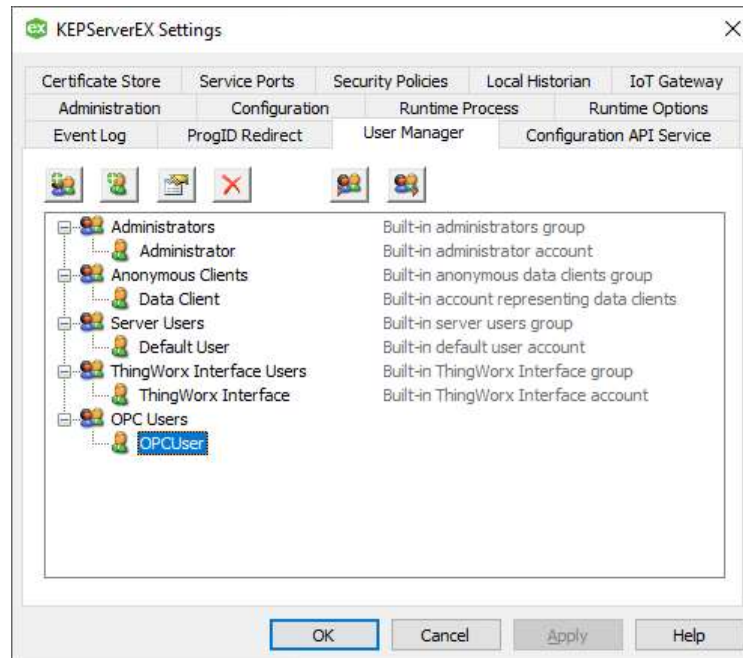 KEPServerEX Settings
Certificate Store Service Ports Security Policies Local Historian IoT Gateway
Administration Configuration Runtime Process Runtime Options
Event Log ProgID Redirect User Manager Configuration API Service
Administrators Built-in administrators group
Administrator Built-in administrator account
Anonymous Clients Built-in anonymous data clients group
Data Client Built-in account representing data clients
Server Users Built-in server users group
Default User Built-in default user account
ThingWorx Interface Users Built-in ThingWorx Interface group
ThingWorx Interface Built-in ThingWorx Interface account
OPC Users
OPCUser
OK Cancel Apply Help